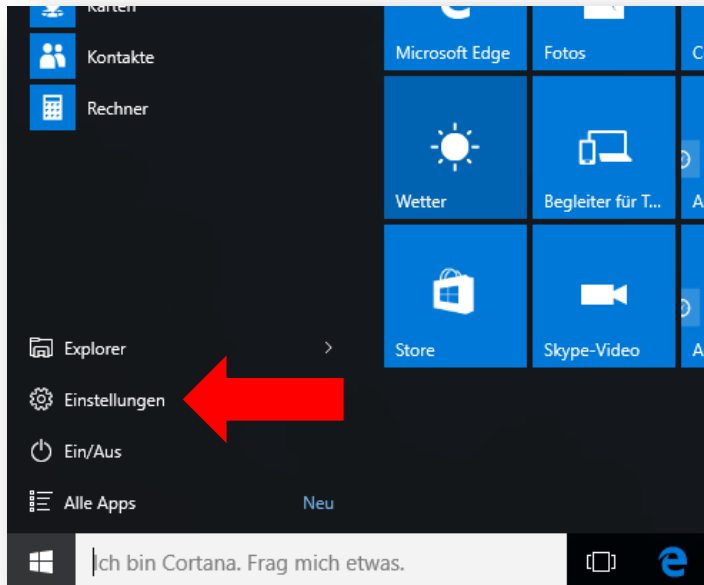 Karten
Kontakte
Rechner
Explorer
Einstellungen
Ein/Aus
Alle Apps Neu
Microsoft Edge Fotos C
Wetter Begleiter für T... A
Store Skype-Video A
Ich bin Cortana. Frag mich etwas.